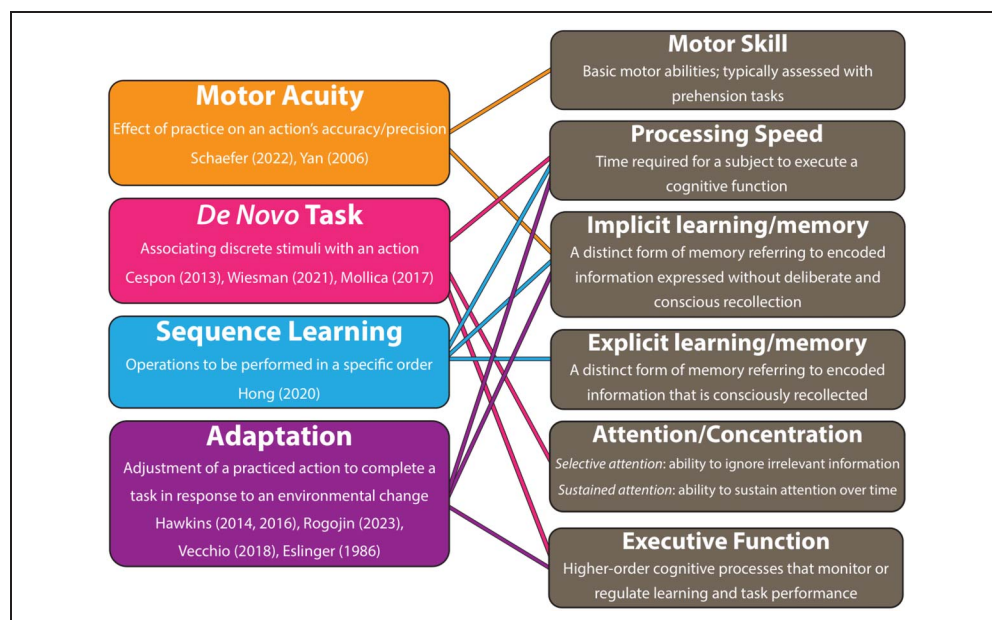 Motor Acuity
Effect of practice on an action's accuracy/precision
Schaefer (2022), Yan (2006)
De Novo Task
Associating discrete stimuli with an action
Cespon (2013), Wiesman (2021), Mollica (2017)
Sequence Learning
Operations to be performed in a specific order
Hong (2020)
Adaptation
Adjustment of a practiced action to complete a
task in response to an environmental change
Hawkins (2014, 2016), Rogojin (2023),
Vecchio (2018), Eslinger (1986)
Motor Skill
Basic motor abilities; typically assessed with
prehension tasks
Processing Speed
Time required for a subject to execute a
cognitive function
Implicit learning/memory
A distinct form of memory referring to encoded
information expressed without deliberate and
conscious recollection
Explicit learning/memory
A distinct form of memory referring to encoded
information that is consciously recollected
Attention/Concentration
Selective attention: ability to ignore irrelevant information
Sustained attention: ability to sustain attention over time
Executive Function
Higher-order cognitive processes that monitor or
regulate learning and task performance